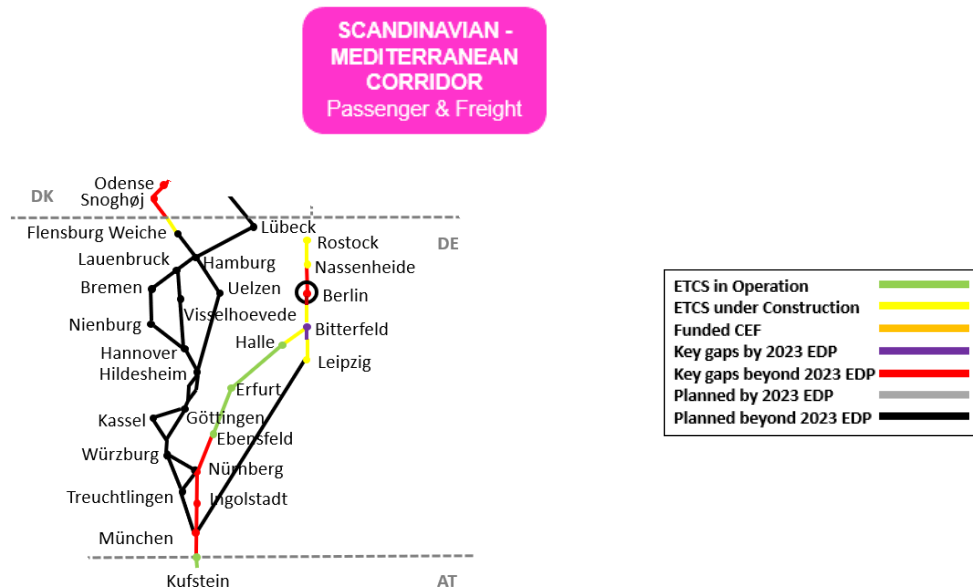 SCANDINAVIAN -
MEDITERRANEAN
CORRIDOR
Passenger & Freight
Odense
DK
Snoghøj
Flensburg Weiche
Lübeck
DE
Rostock
Lauenbruck
Hamburg
Nassenheide
Bremen
Uelzen
Berlin
Visselhoevede
Nienburg
Bitterfeld
Halle
Hannover
Leipzig
Hildesheim
Erfurt
Kassel
Göttingen
Ebensfeld
Würzburg
Nürnberg
Treuchtlingen
Ingolstadt
München
Kufstein
AT
ETCS in Operation
ETCS under Construction
Funded CEF
Key gaps by 2023 EDP
Key gaps beyond 2023 EDP
Planned by 2023 EDP
Planned beyond 2023 EDP